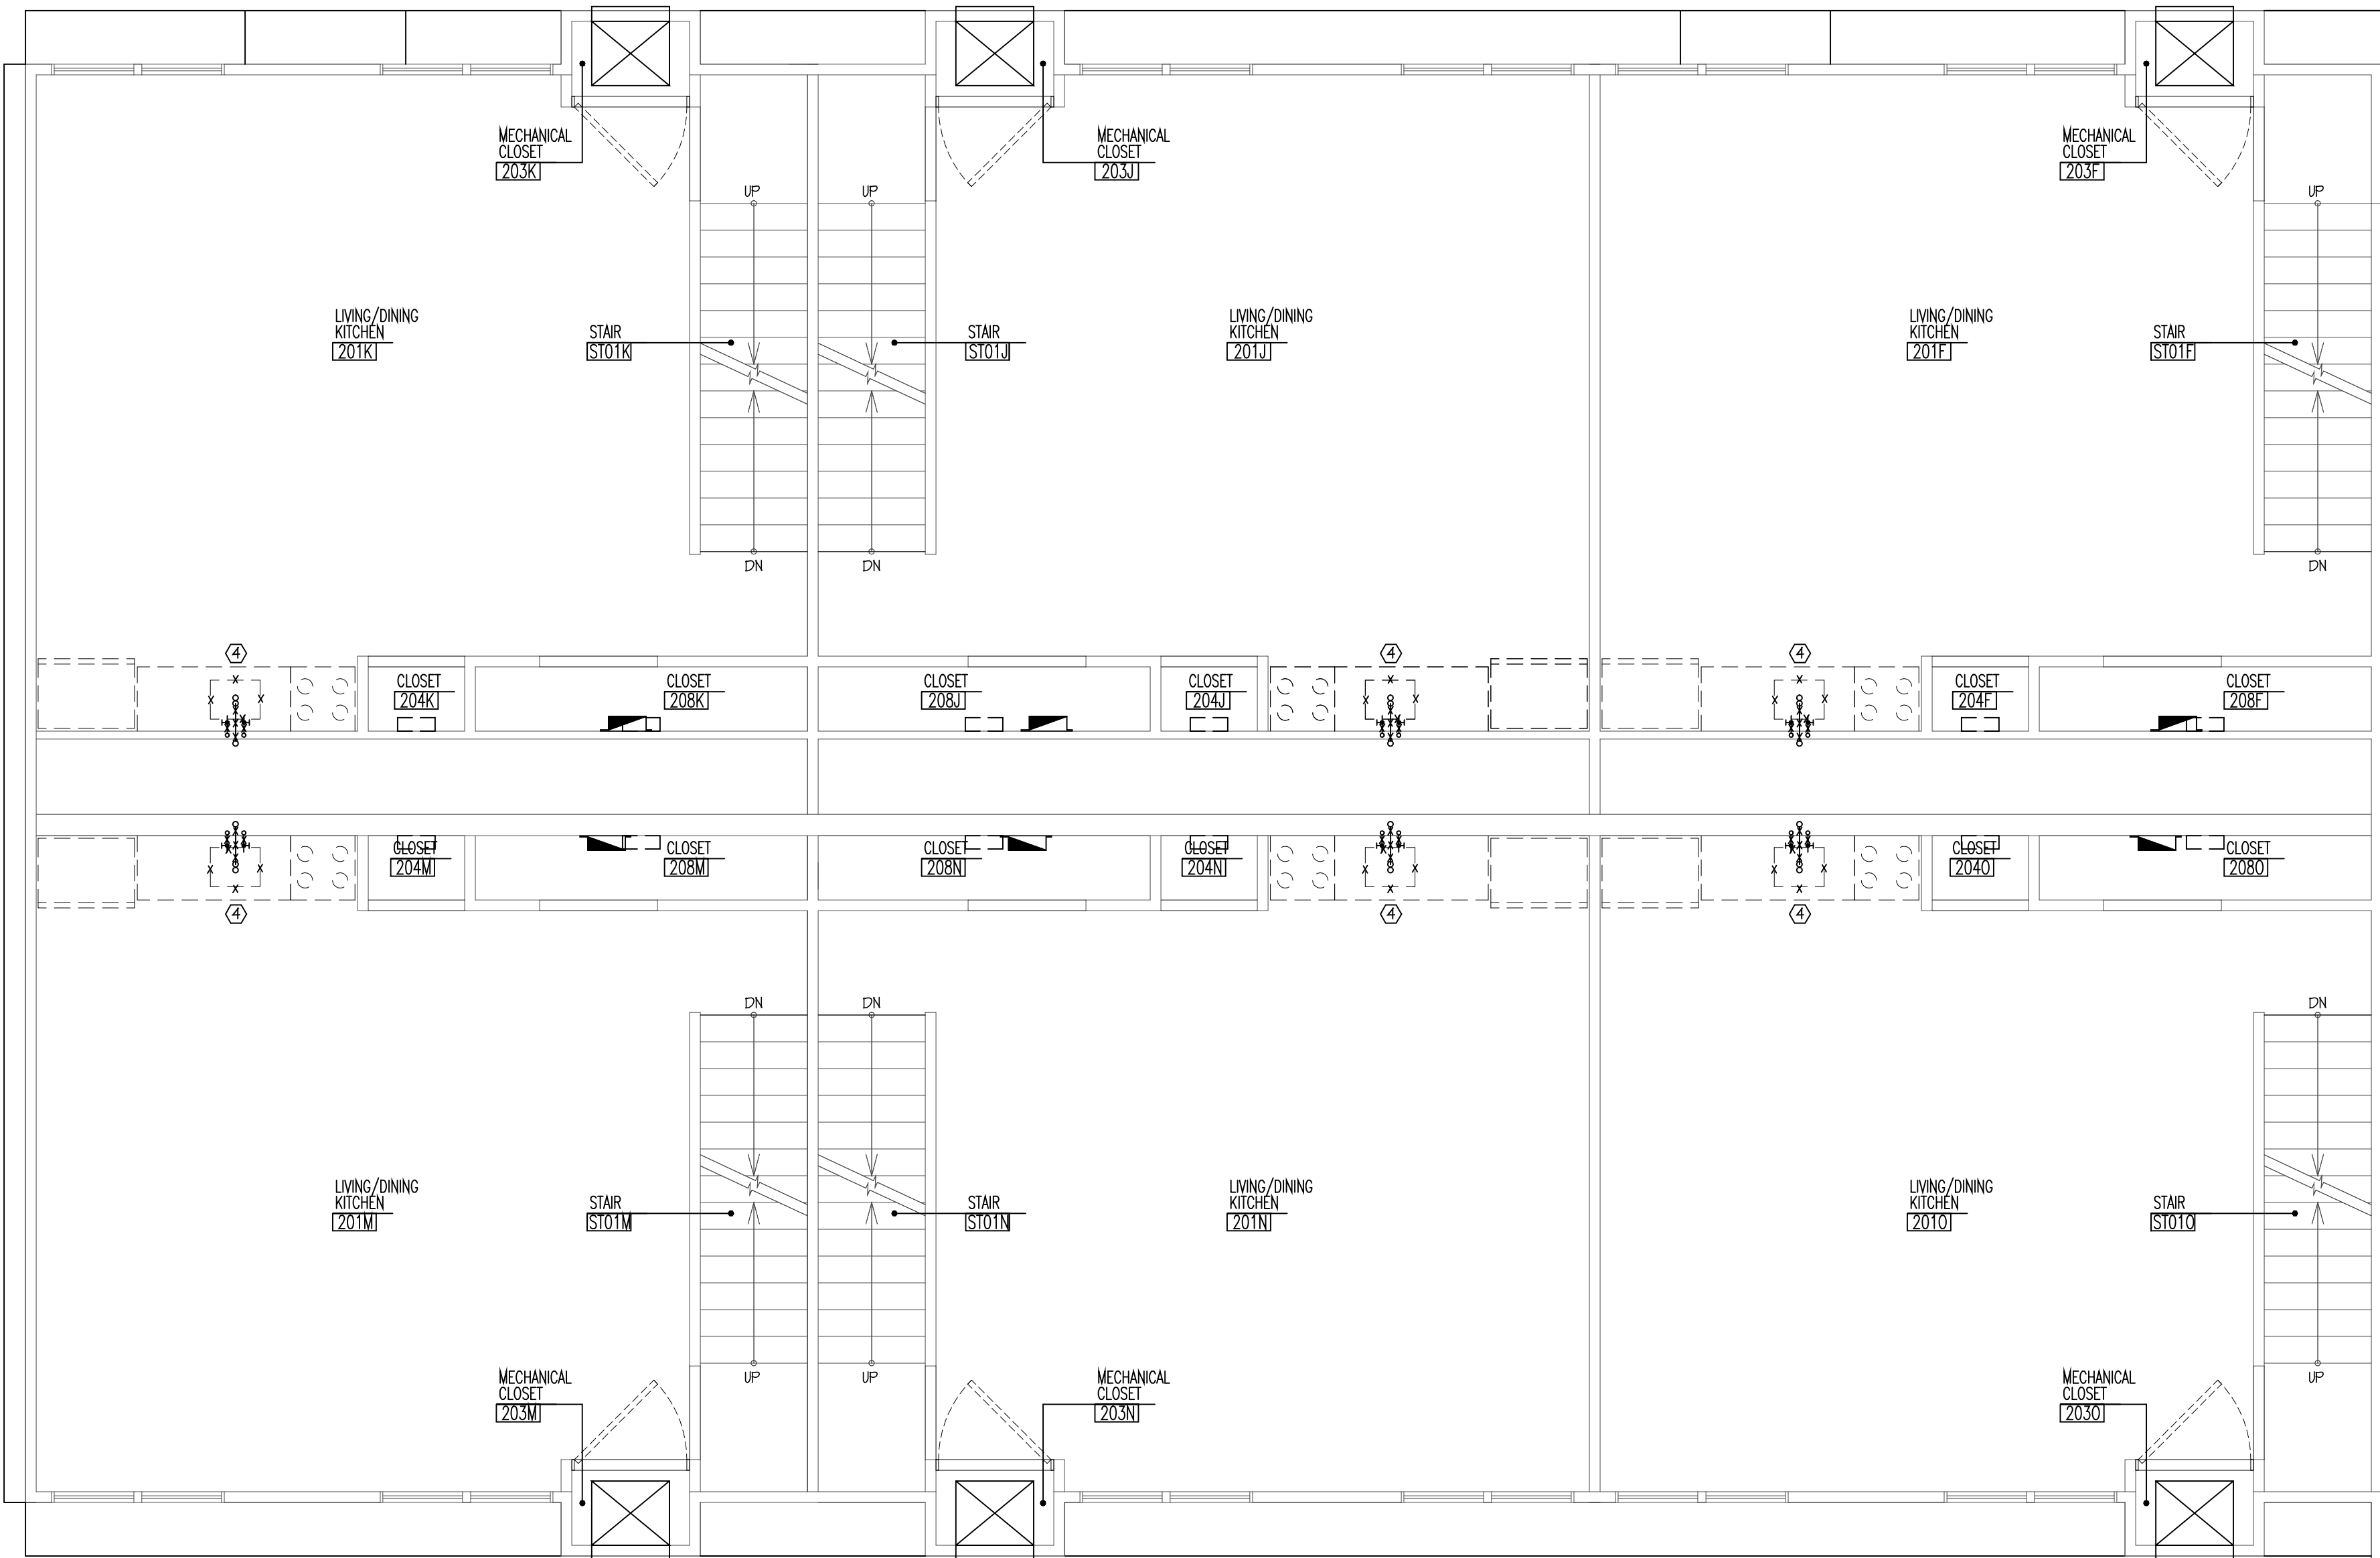 MECHANICAL
CLOSET
203K
MECHANICAL
CLOSET
203J
MECHANICAL
CLOSET
203F
UP
UP
UP
LIVING/DINING
KITCHEN
201K
STAIR
ST01K
STAIR
ST01J
LIVING/DINING
KITCHEN
201J
LIVING/DINING
KITCHEN
201F
STAIR
ST01F
DN
DN
DN
4
4
4
CLOSET
204K
CLOSET
208K
CLOSET
208J
CLOSET
204J
CLOSET
204F
CLOSET
208F
CLOSET
204M
CLOSET
208M
CLOSET
208N
CLOSET
204N
CLOSET
204O
CLOSET
208O
4
4
4
DN
DN
DN
LIVING/DINING
KITCHEN
201M
STAIR
ST01M
STAIR
ST01N
LIVING/DINING
KITCHEN
201N
LIVING/DINING
KITCHEN
201O
STAIR
ST01O
UP
UP
UP
MECHANICAL
CLOSET
203M
MECHANICAL
CLOSET
203N
MECHANICAL
CLOSET
203O